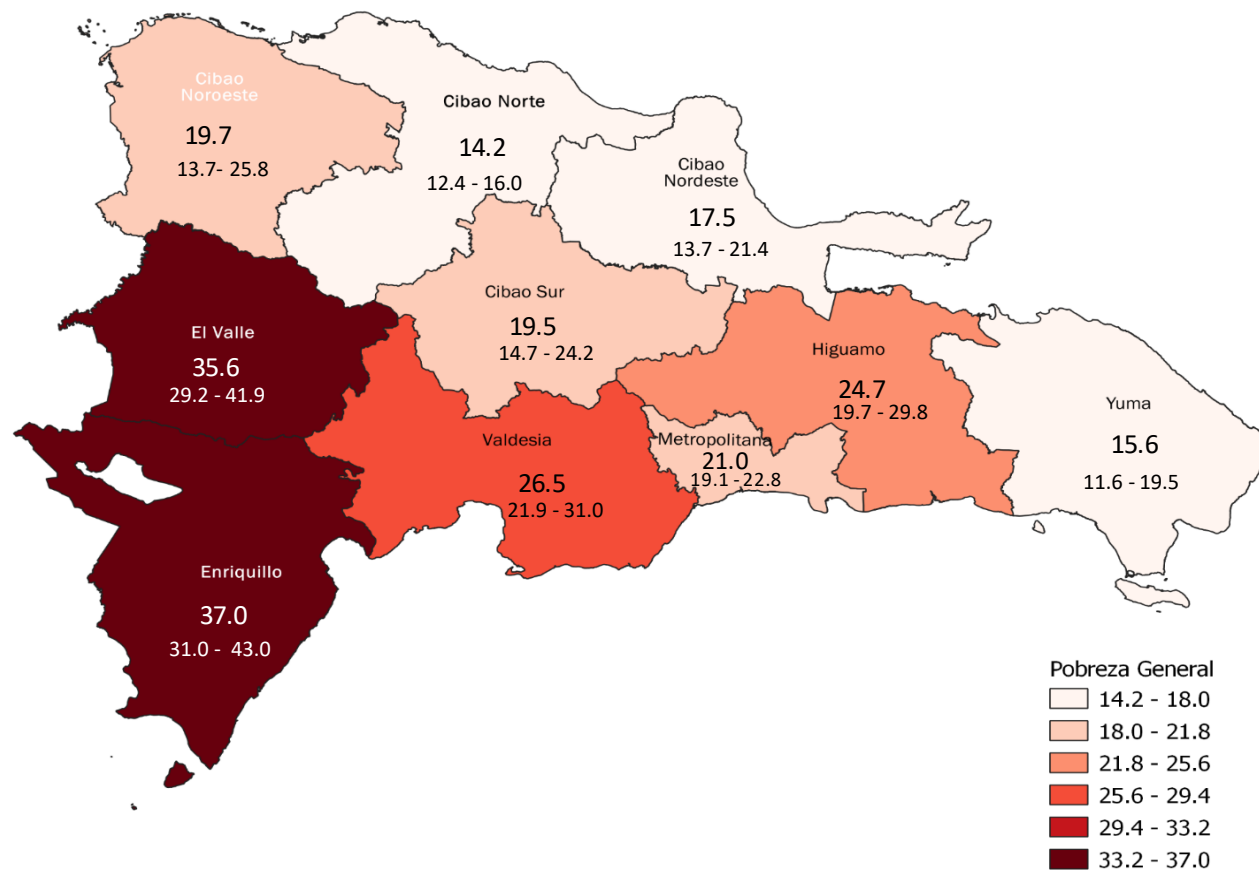 Cibao
Noroeste
19.7
13.7- 25.8
Cibao Norte
14.2
12.4 - 16.0
Cibao
Nordeste
17.5
13.7 - 21.4
El Valle
35.6
29.2 - 41.9
Cibao Sur
19.5
14.7 - 24.2
Higuamo
24.7
19.7 - 29.8
Yuma
15.6
11.6 - 19.5
Valdesia
26.5
21.9 - 31.0
Metropolitana
21.0
19.1 - 22.8
Enriquillo
37.0
31.0 - 43.0
Pobreza General
14.2 - 18.0
18.0 - 21.8
21.8 - 25.6
25.6 - 29.4
29.4 - 33.2
33.2 - 37.0